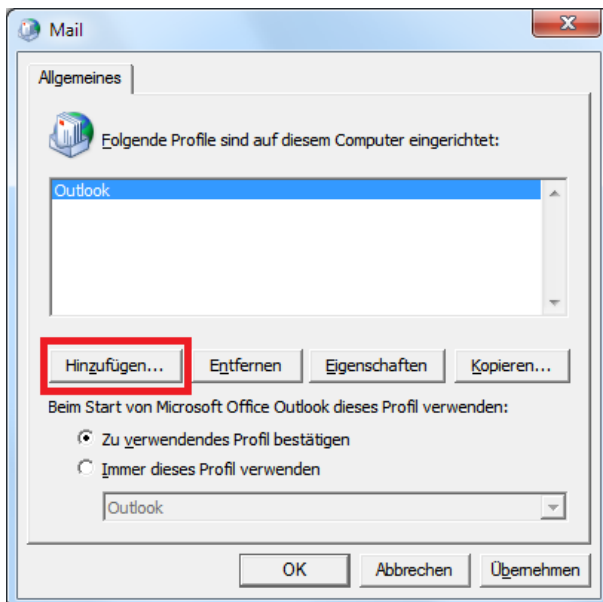 Mail
Allgemeines
Folgende Profile sind auf diesem Computer eingerichtet:
Outlook
Hinzufügen... Entfernen Eigenschaften Kopieren...
Beim Start von Microsoft Office Outlook dieses Profil verwenden:
Zu verwendendes Profil bestätigen
Immer dieses Profil verwenden
Outlook
OK Abbrechen Übernehmen